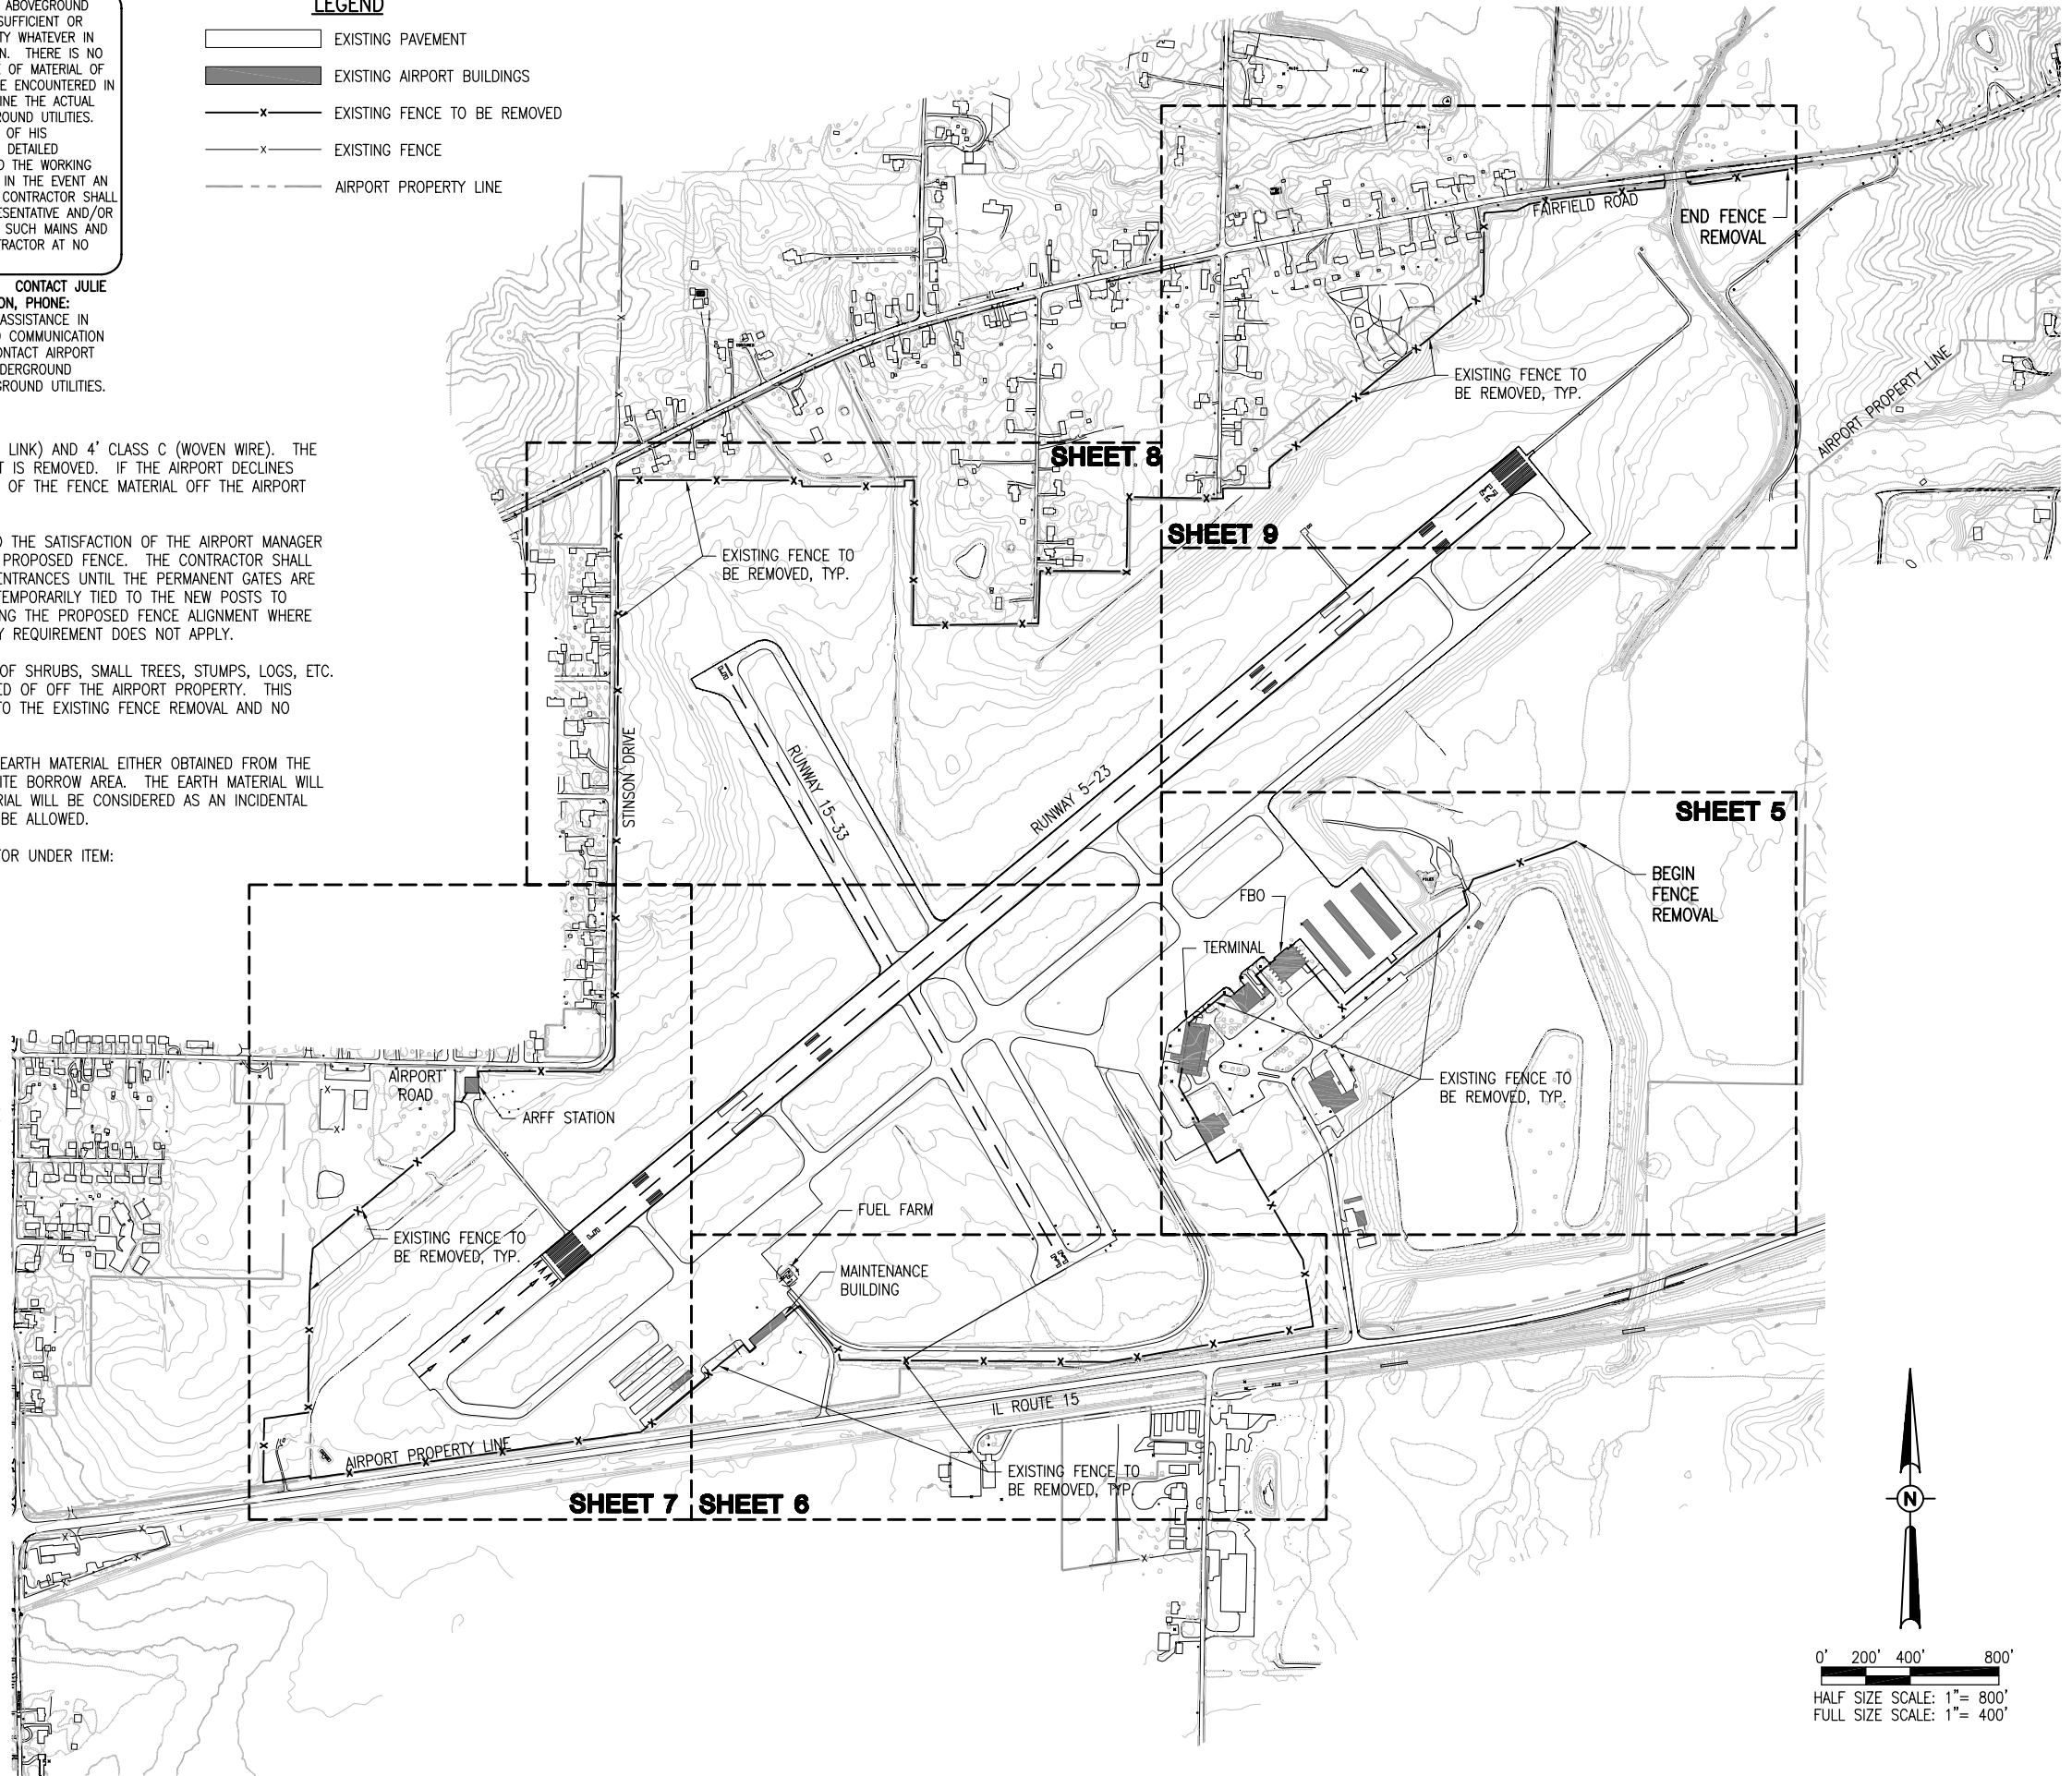 ABOVEGROUND
SUFFICIENT OR
TY WHATEVER IN
N. THERE IS NO
OF MATERIAL OF
E ENCOUNTERED IN
INE THE ACTUAL
ROUND UTILITIES.
OF HIS
DETAILED
D THE WORKING
IN THE EVENT AN
CONTRACTOR SHALL
ESENTATIVE AND/OR
SUCH MAINS AND
TRACTOR AT NO
CONTACT JULIE
ON, PHONE:
ASSISTANCE IN
COMMUNICATION
ONTACT AIRPORT
DERGROUND
GROUND UTILITIES.
LINK) AND 4' CLASS C (WOVEN WIRE). THE
T IS REMOVED. IF THE AIRPORT DECLINES
OF THE FENCE MATERIAL OFF THE AIRPORT
O THE SATISFACTION OF THE AIRPORT MANAGER
PROPOSED FENCE. THE CONTRACTOR SHALL
ENTRANCES UNTIL THE PERMANENT GATES ARE
TEMPORARILY TIED TO THE NEW POSTS TO
NG THE PROPOSED FENCE ALIGNMENT WHERE
Y REQUIREMENT DOES NOT APPLY.
OF SHRUBS, SMALL TREES, STUMPS, LOGS, ETC.
ED OF OFF THE AIRPORT PROPERTY. THIS
TO THE EXISTING FENCE REMOVAL AND NO
EARTH MATERIAL EITHER OBTAINED FROM THE
ITE BORROW AREA. THE EARTH MATERIAL WILL
RIAL WILL BE CONSIDERED AS AN INCIDENTAL
BE ALLOWED.
TOR UNDER ITEM:
LEGEND
EXISTING PAVEMENT
EXISTING AIRPORT BUILDINGS
EXISTING FENCE TO BE REMOVED
EXISTING FENCE
AIRPORT PROPERTY LINE
FAIRFIELD ROAD
END FENCE
REMOVAL
EXISTING FENCE TO
BE REMOVED, TYP.
AIRPORT PROPERTY LINE
SHEET 8
SHEET 9
23
EXISTING FENCE TO
BE REMOVED, TYP.
15
STINSON DRIVE
RUNWAY 15-33
RUNWAY 5-23
SHEET 5
BEGIN
FENCE
REMOVAL
FBO
TERMINAL
EXISTING FENCE TO
BE REMOVED, TYP.
AIRPORT
ROAD
ARFF STATION
EXISTING FENCE TO
BE REMOVED, TYP.
5
FUEL FARM
33
MAINTENANCE
BUILDING
IL ROUTE 15
AIRPORT PROPERTY LINE
EXISTING FENCE TO
BE REMOVED, TYP.
SHEET 7
SHEET 6
N
0' 200' 400' 800'
HALF SIZE SCALE: 1"= 800'
FULL SIZE SCALE: 1"= 400'